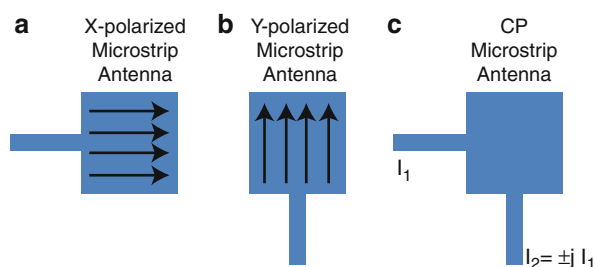 a
X-polarized
Microstrip
Antenna
b
Y-polarized
Microstrip
Antenna
c
CP
Microstrip
Antenna
I₁
I₂= ±j I₁